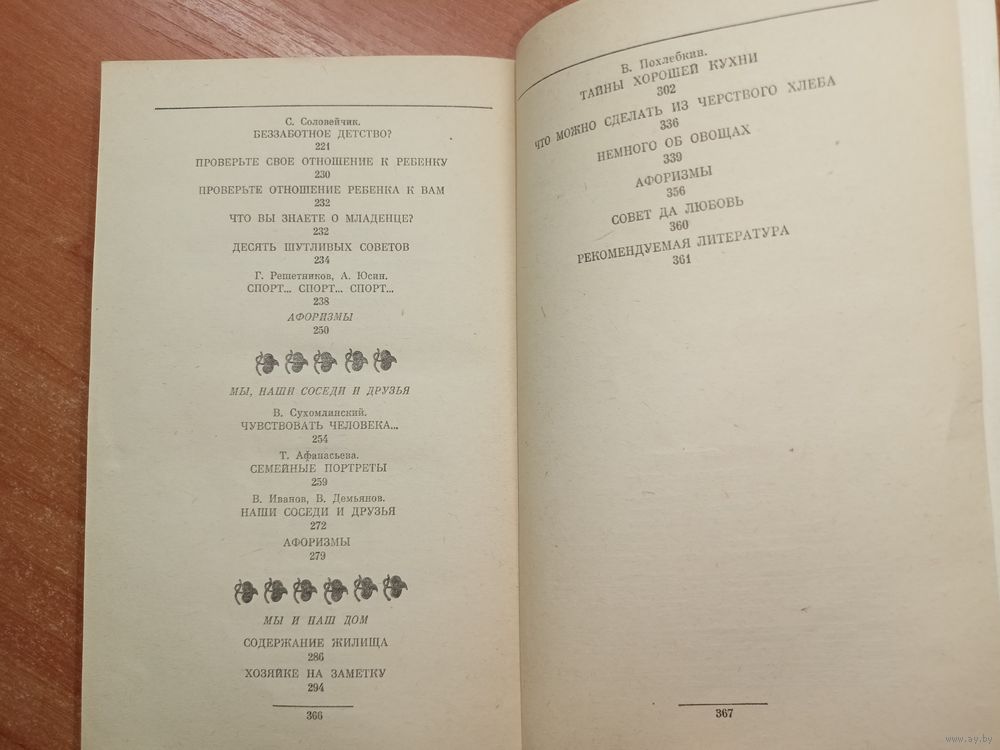 С. Соловейчик.
БЕЗЗАБОТНОЕ ДЕТСТВО?
221
ПРОВЕРЬТЕ СВОЕ ОТНОШЕНИЕ К РЕБЕНКУ
230
ПРОВЕРЬТЕ ОТНОШЕНИЕ РЕБЕНКА К ВАМ
232
ЧТО ВЫ ЗНАЕТЕ О МЛАДЕНЦЕ?
232
ДЕСЯТЬ ШУТЛИВЫХ СОВЕТОВ
234
Г. Решетников, А. Юсин.
СПОРТ... СПОРТ... СПОРТ...
238
АФОРИЗМЫ
250
МЫ, НАШИ СОСЕДИ И ДРУЗЬЯ
В. Сухомлинский.
ЧУВСТВОВАТЬ ЧЕЛОВЕКА...
254
Т. Афанасьева.
СЕМЕЙНЫЕ ПОРТРЕТЫ
259
В. Иванов, В. Демьянов.
НАШИ СОСЕДИ И ДРУЗЬЯ
272
АФОРИЗМЫ
279
МЫ И НАШ ДОМ
СОДЕРЖАНИЕ ЖИЛИЩА
286
ХОЗЯЙКЕ НА ЗАМЕТКУ
294
366
В. Похлебкин.
ТАЙНЫ ХОРОШЕЙ КУХНИ
302
ЧТО МОЖНО СДЕЛАТЬ ИЗ ЧЕРСТВОГО ХЛЕБА
336
НЕМНОГО ОБ ОВОЩАХ
339
АФОРИЗМЫ
356
СОВЕТ ДА ЛЮБОВЬ
360
РЕКОМЕНДУЕМАЯ ЛИТЕРАТУРА
361
367
www.ay.by